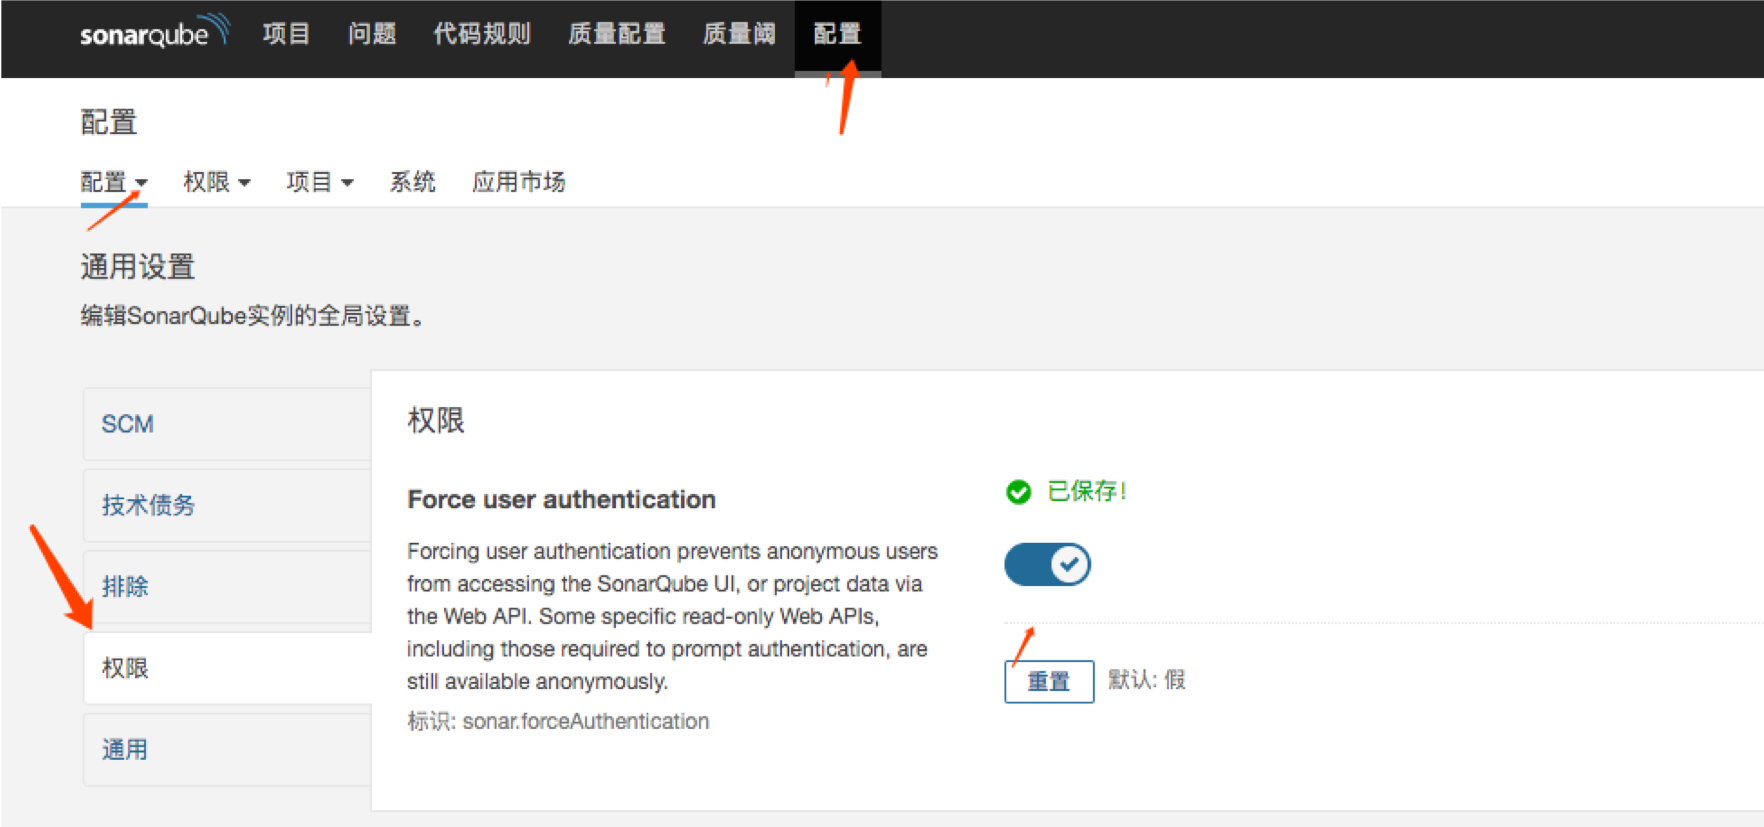 sonarqube 项目 问题 代码规则 质量配置 质量阈 配置
配置
配置 权限 项目 系统 应用市场
通用设置
编辑SonarQube实例的全局设置。
SCM
技术债务
排除
权限
通用
权限
Force user authentication
Forcing user authentication prevents anonymous users
from accessing the SonarQube UI, or project data via
the Web API. Some specific read-only Web APIs,
including those required to prompt authentication, are
still available anonymously.
标识: sonar.forceAuthentication
已保存!
重置 默认: 假